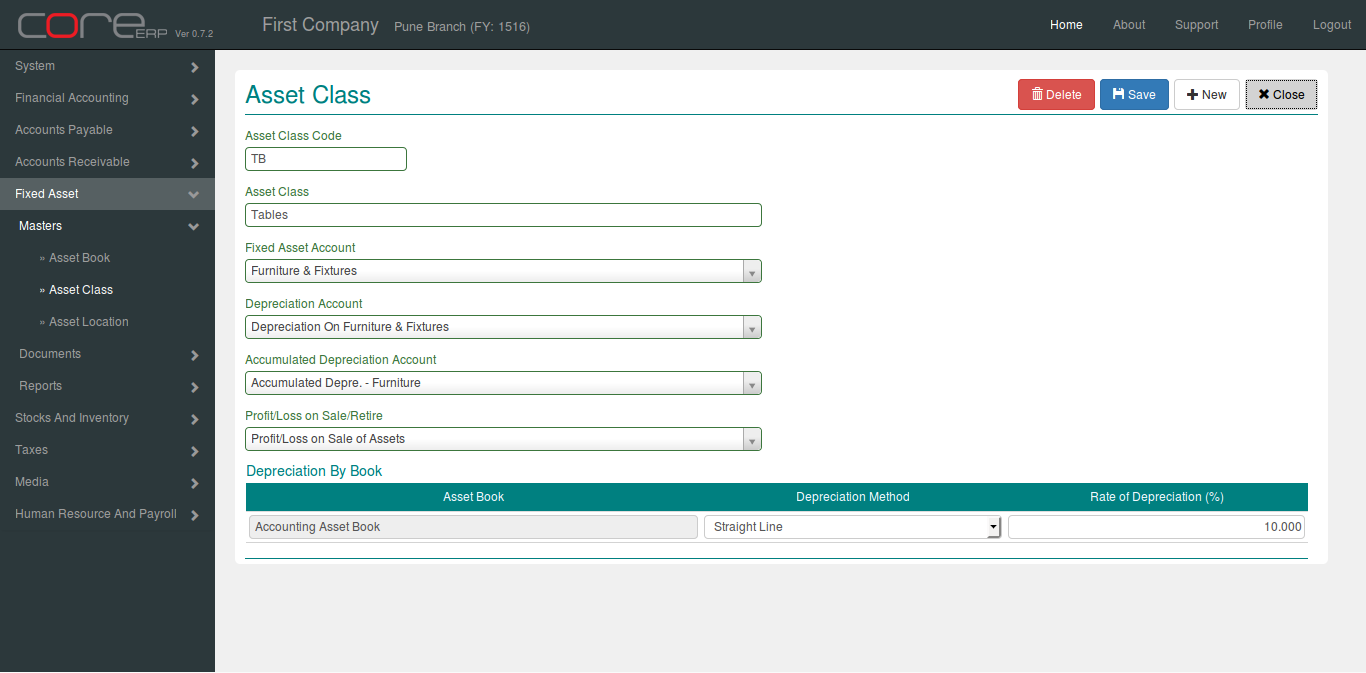 core ERP Ver 0.7.2
First Company Pune Branch (FY: 1516)
Home About Support Profile Logout
System
Financial Accounting
Accounts Payable
Accounts Receivable
Fixed Asset
Masters
» Asset Book
» Asset Class
» Asset Location
Documents
Reports
Stocks And Inventory
Taxes
Media
Human Resource And Payroll
Asset Class
Delete Save New Close
Asset Class Code
TB
Asset Class
Tables
Fixed Asset Account
Furniture & Fixtures
Depreciation Account
Depreciation On Furniture & Fixtures
Accumulated Depreciation Account
Accumulated Depre. - Furniture
Profit/Loss on Sale/Retire
Profit/Loss on Sale of Assets
Depreciation By Book
Asset Book Depreciation Method Rate of Depreciation (%)
Accounting Asset Book Straight Line 10.000